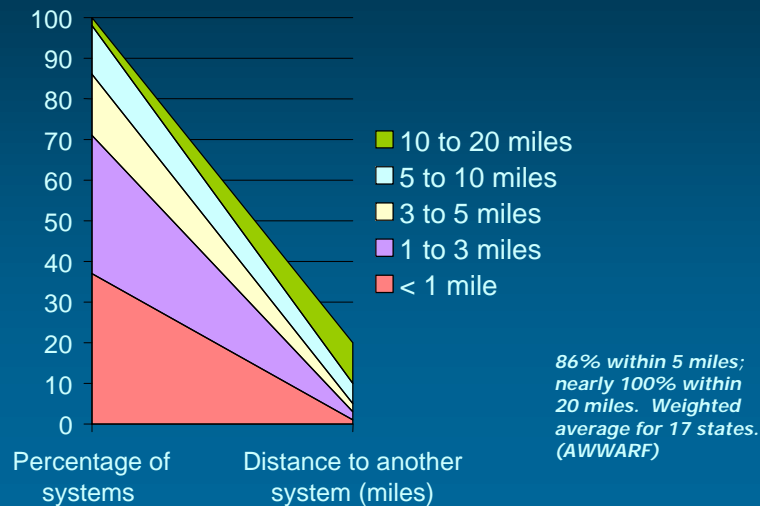 100
90
80
70
60
50
40
30
20
10
0
Percentage of
systems
Distance to another
system (miles)
10 to 20 miles
5 to 10 miles
3 to 5 miles
1 to 3 miles
< 1 mile
86% within 5 miles;
nearly 100% within
20 miles. Weighted
average for 17 states.
(AWWARF)